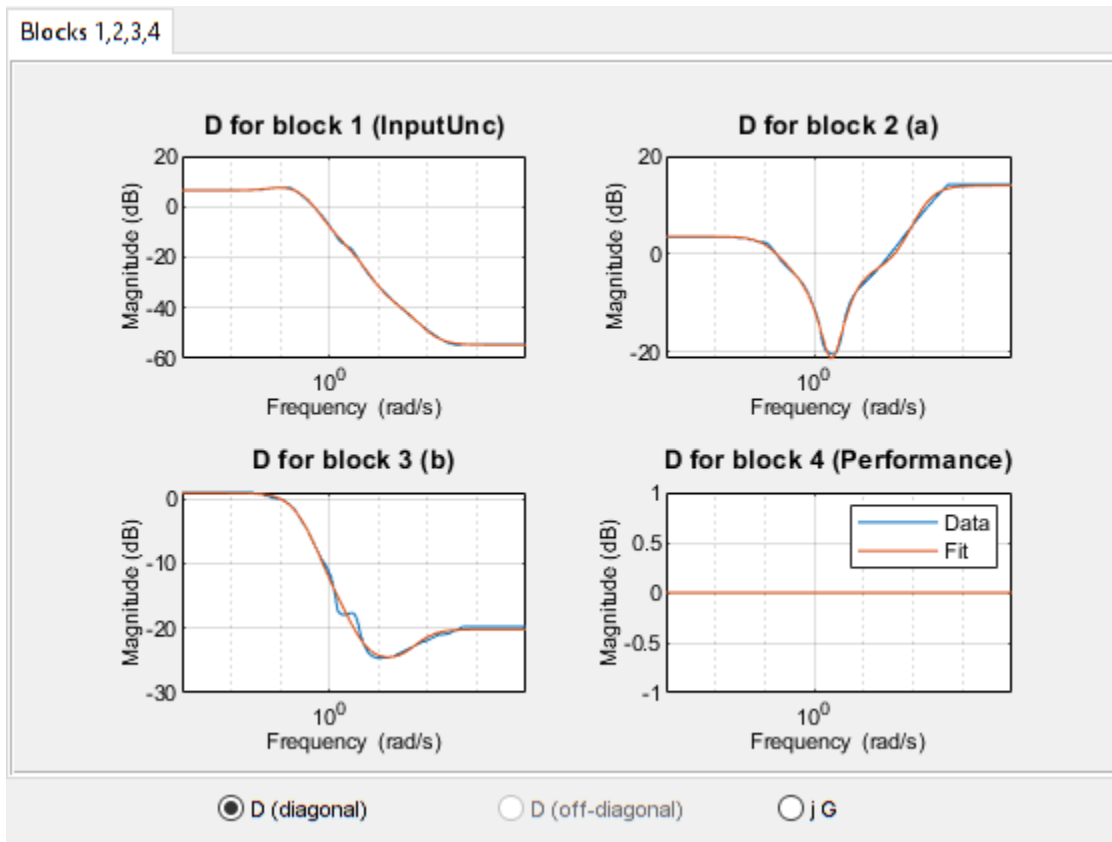 Blocks 1,2,3,4
D for block 1 (InputUnc)
20
0
-20
-40
-60
Magnitude (dB)
10^0
Frequency (rad/s)
D for block 2 (a)
20
0
-20
Magnitude (dB)
10^0
Frequency (rad/s)
D for block 3 (b)
0
-10
-20
-30
Magnitude (dB)
10^0
Frequency (rad/s)
D for block 4 (Performance)
1
0.5
0
-0.5
-1
Magnitude (dB)
Data
Fit
10^0
Frequency (rad/s)
D (diagonal)
D (off-diagonal)
j G